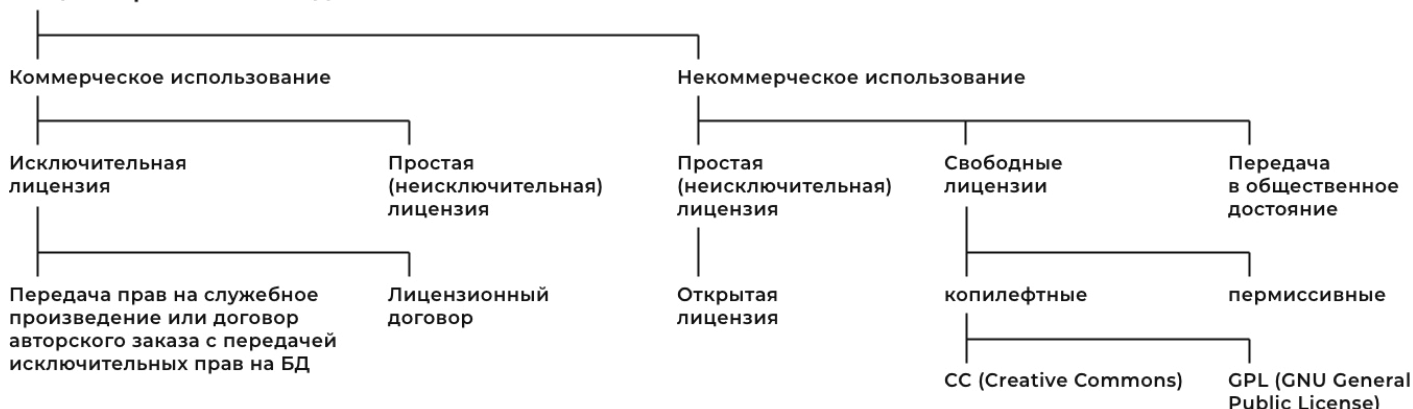 Коммерческое использование
Некоммерческое использование
Исключительная
лицензия
Простая
(неисключительная)
лицензия
Простая
(неисключительная)
лицензия
Свободные
лицензии
Передача
в общественное
достояние
Передача прав на служебное
произведение или договор
авторского заказа с передачей
исключительных прав на БД
Лицензионный
договор
Открытая
лицензия
копилефтные
пермиссивные
CC (Creative Commons)
GPL (GNU General
Public License)